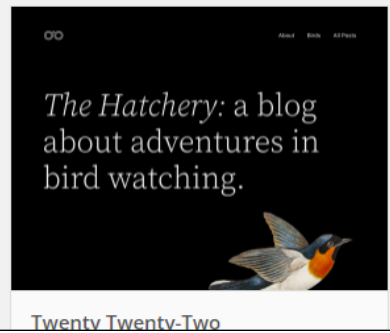 About Birds All Posts
The Hatchery: a blog
about adventures in
bird watching.
Twenty Twenty-Two